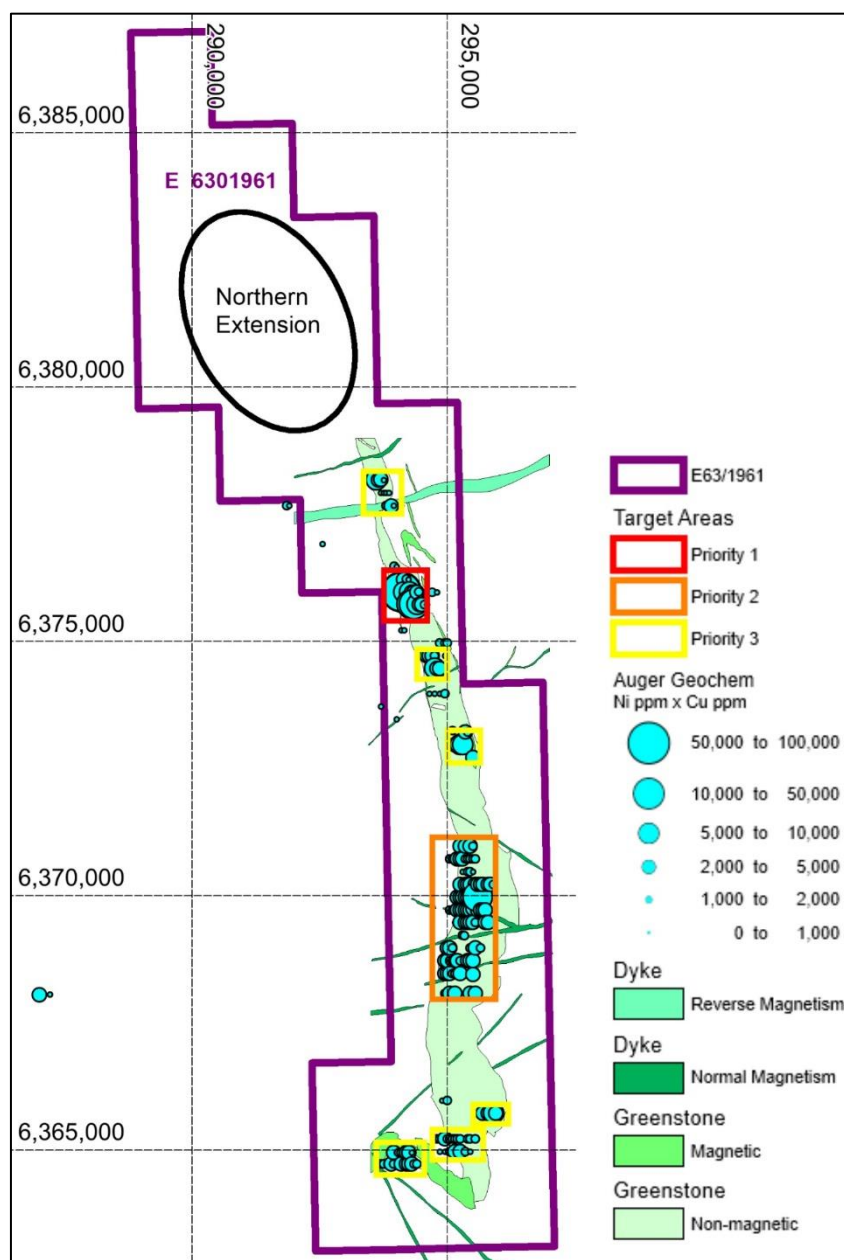 290,000
295,000
6,385,000
E 6301961
Northern
Extension
6,380,000
6,375,000
6,370,000
6,365,000
E63/1961
Target Areas
Priority 1
Priority 2
Priority 3
Auger Geochem
Ni ppm x Cu ppm
50,000 to 100,000
10,000 to 50,000
5,000 to 10,000
2,000 to 5,000
1,000 to 2,000
0 to 1,000
Dyke
Reverse Magnetism
Dyke
Normal Magnetism
Greenstone
Magnetic
Greenstone
Non-magnetic